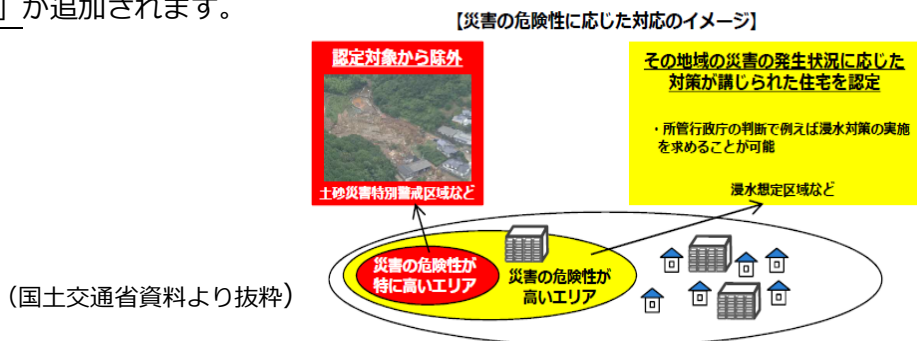 」が追加されます。
【災害の危険性に応じた対応のイメージ】
認定対象から除外
土砂災害特別警戒区域など
その地域の災害の発生状況に応じた
対策が講じられた住宅を認定
・所管行政庁の判断で例えば浸水対策の実施
を求めることが可能
浸水想定区域など
災害の危険性が
特に高いエリア
災害の危険性が
高いエリア
（国土交通省資料より抜粋）